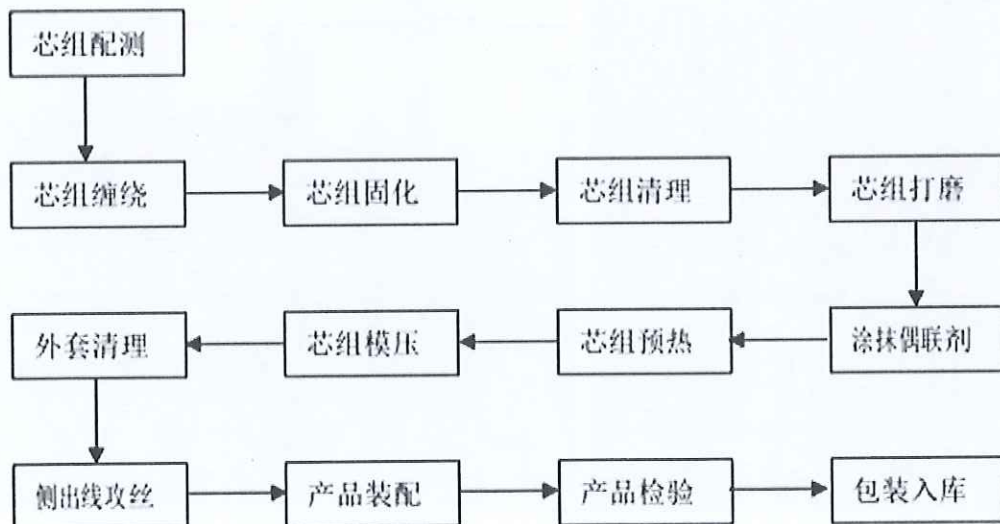 芯组配测
芯组缠绕
芯组固化
芯组清理
芯组打磨
涂抹偶联剂
芯组预热
芯组模压
外套清理
侧出线攻丝
产品装配
产品检验
包装入库